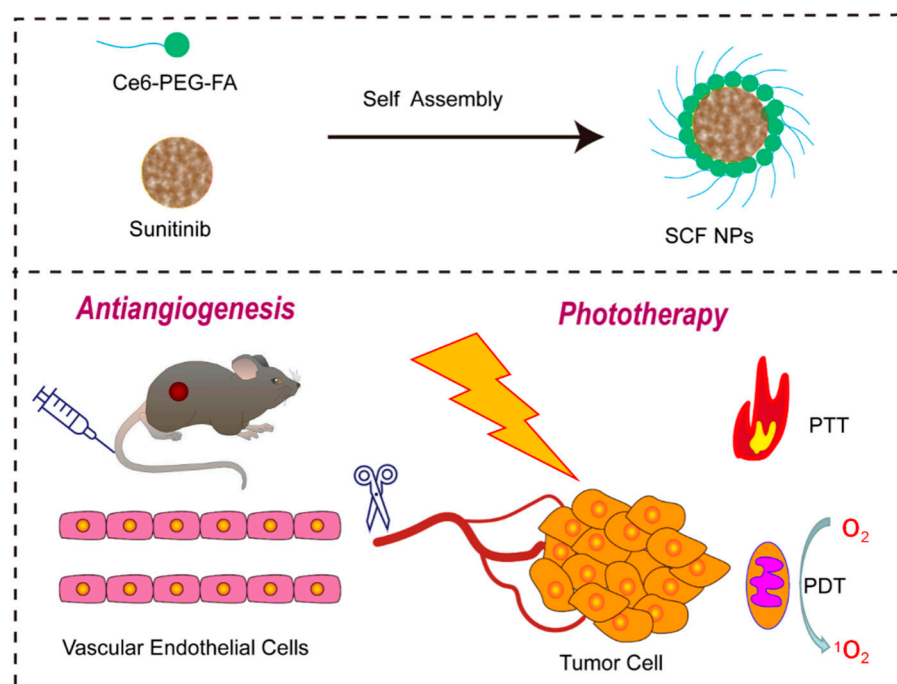 Ce6-PEG-FA
Self Assembly
Sunitinib
SCF NPs
Antiangiogenesis
Phototherapy
PTT
O₂
PDT
¹O₂
Vascular Endothelial Cells
Tumor Cell